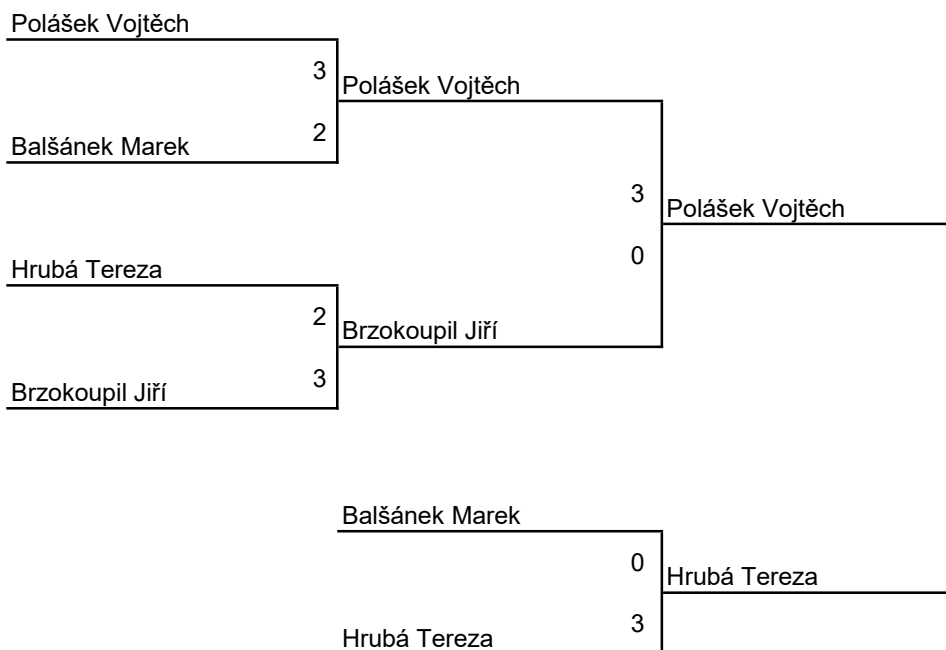 Polášek Vojtěch
3
Polášek Vojtěch
2
Balšánek Marek
3
Polášek Vojtěch
0
Hrubá Tereza
2
Brzokoupil Jiří
3
Brzokoupil Jiří
Balšánek Marek
0
Hrubá Tereza
3
Hrubá Tereza